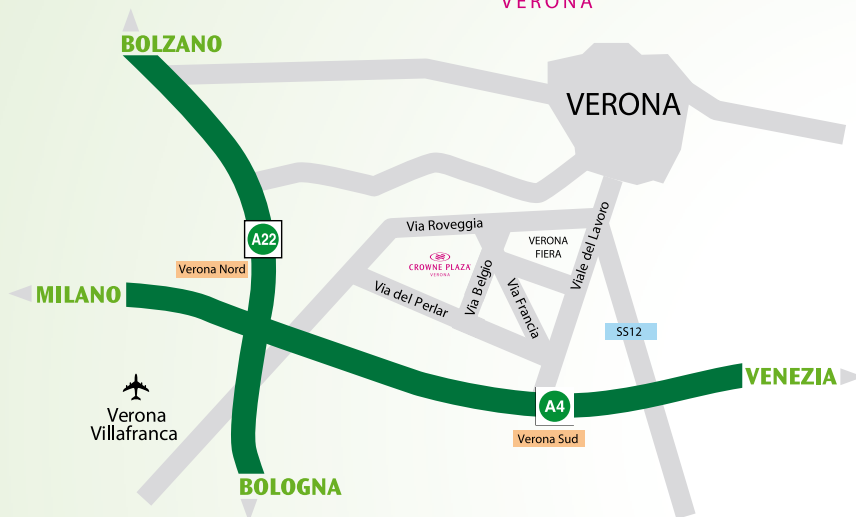 VERONA
BOLZANO
VERONA
Via Roveggia
A22
VERONA
FIERA
Viale del Lavoro
CROWNE PLAZA
VERONA
Verona Nord
Via Belgio
MILANO
Via del Perlar
Via Francia
SS12
VENEZIA
A4
Verona
Villafranca
Verona Sud
BOLOGNA